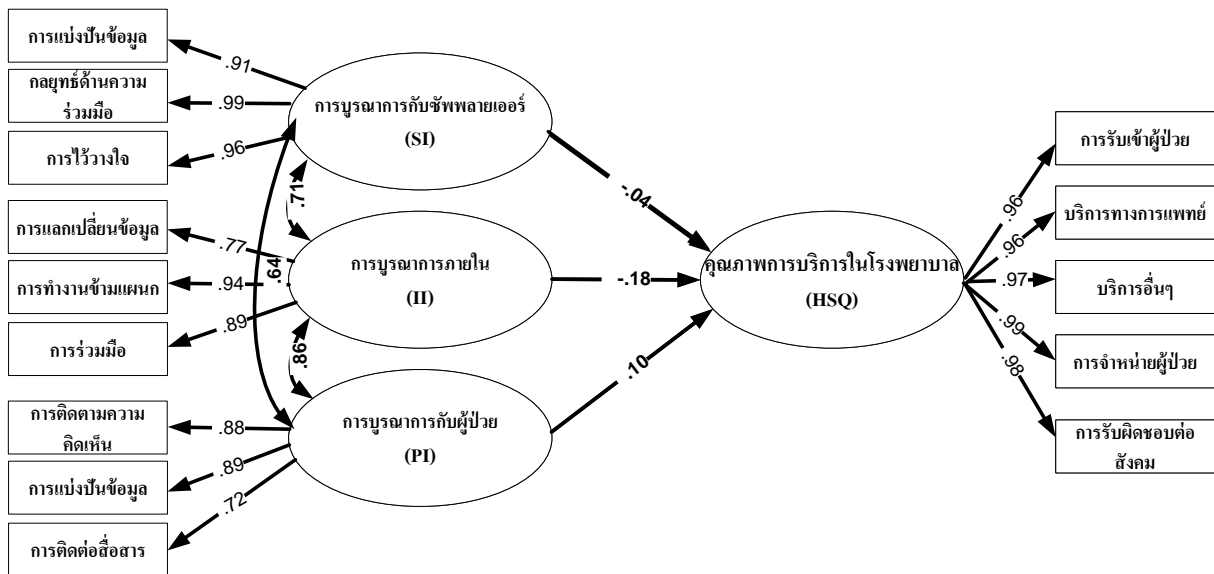 การแบ่งปันข้อมูล
กลยุทธ์ด้านความ
ร่วมมือ
การไว้วางใจ
การแลกเปลี่ยนข้อมูล
การทำงานข้ามแผนก
การร่วมมือ
การติดตามความ
คิดเห็น
การแบ่งปันข้อมูล
การติดต่อสื่อสาร
.91
.99
.96
.77
.94
.89
.88
.89
.72
.71
.64
.86
การบูรณาการกับซัพพลายเออร์
(SI)
การบูรณาการภายใน
(II)
การบูรณาการกับผู้ป่วย
(PI)
-.04
-.18
.10
คุณภาพการบริการในโรงพยาบาล
(HSQ)
.96
.96
.97
.99
.98
การรับเข้าผู้ป่วย
บริการทางการแพทย์
บริการอื่นๆ
การจำหน่ายผู้ป่วย
การรับผิดชอบต่อ
สังคม